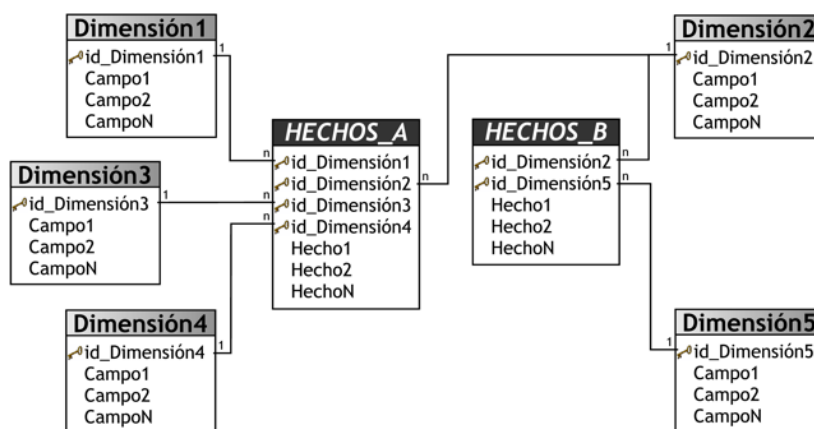 Dimensión1
id_Dimensión1
Campo1
Campo2
CampoN
1
Dimensión3
id_Dimensión3
Campo1
Campo2
CampoN
1
Dimensión4
id_Dimensión4
Campo1
Campo2
CampoN
1
HECHOS_A
n
id_Dimensión1
id_Dimensión2
n
n
id_Dimensión3
n
id_Dimensión4
Hecho1
Hecho2
HechoN
HECHOS_B
id_Dimensión2
n
id_Dimensión5
n
Hecho1
Hecho2
HechoN
Dimensión2
1
id_Dimensión2
Campo1
Campo2
CampoN
Dimensión5
1
id_Dimensión5
Campo1
Campo2
CampoN